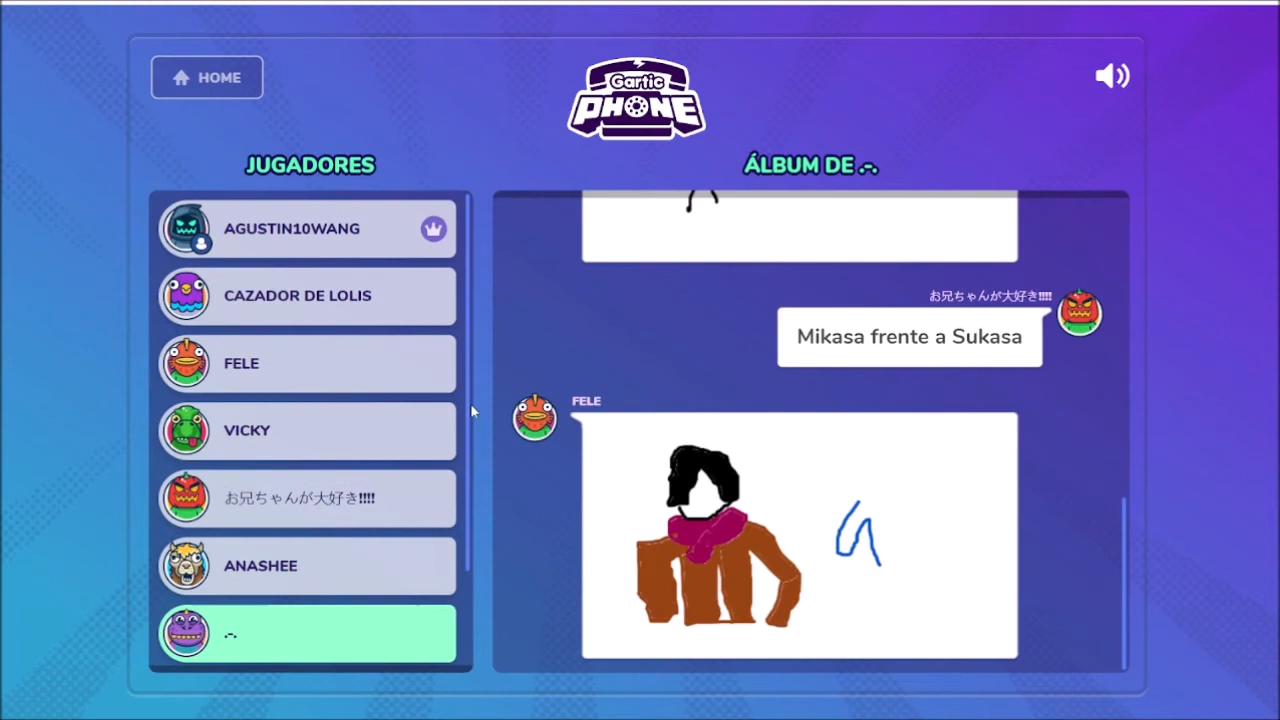 HOME
Gartic
PHONE
JUGADORES
ÁLBUM DE .-.
AGUSTIN10WANG
CAZADOR DE LOLIS
FELE
VICKY
お兄ちゃんが大好き!!!!
ANASHEE
.-.
お兄ちゃんが大好き!!!!
Mikasa frente a Sukasa
FELE
a